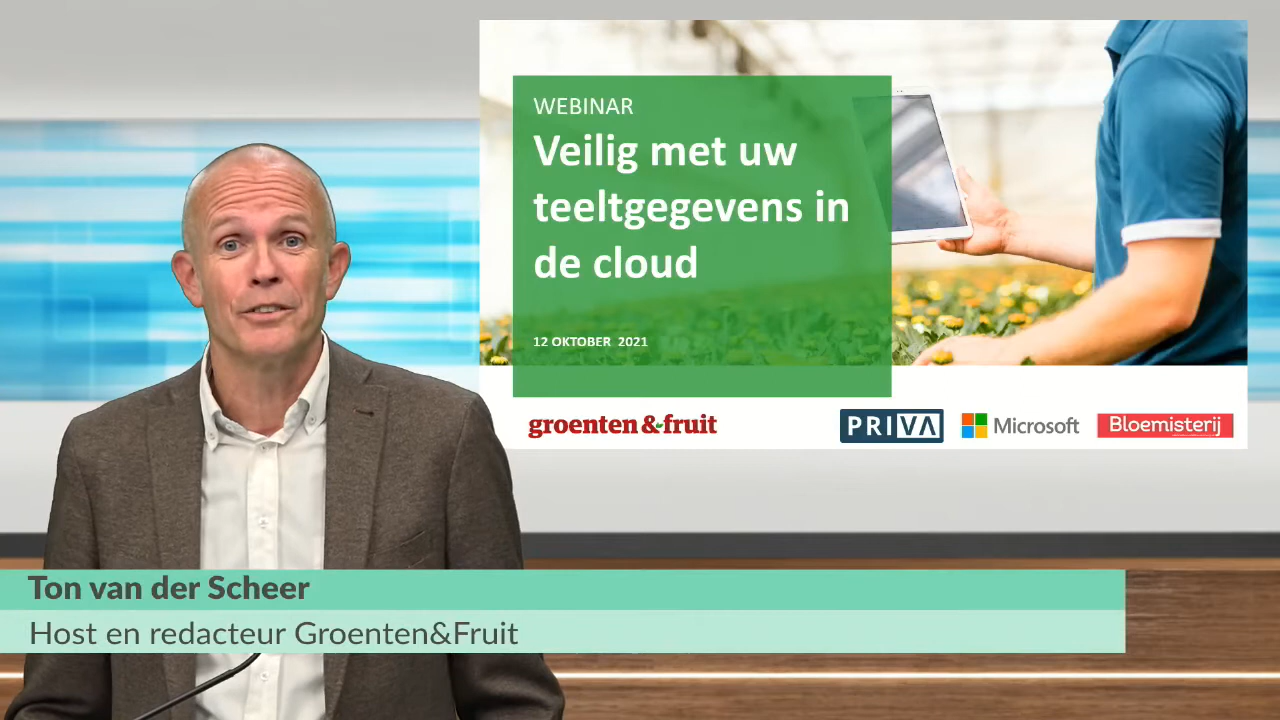 WEBINAR
Veilig met uw
teeltgegevens in
de cloud
12 OKTOBER 2021
groenten&fruit
PRIVA
Microsoft
Bloemisterij
Ton van der Scheer
Host en redacteur Groenten&Fruit